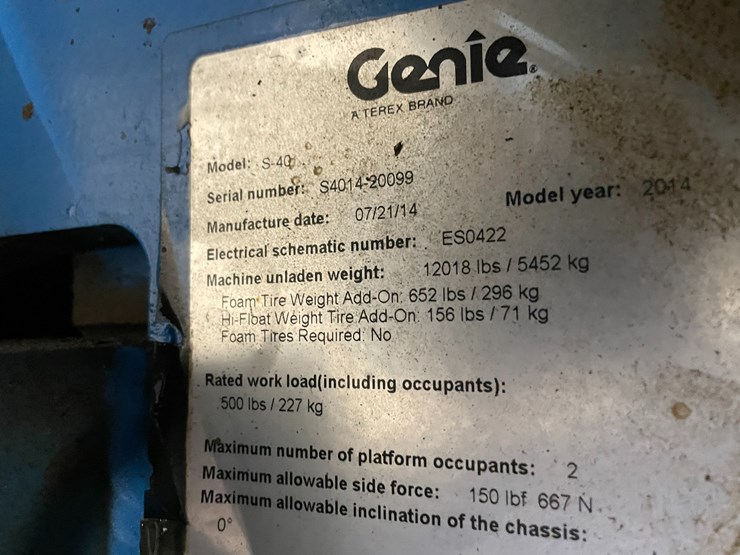 Genie®
A TEREX BRAND
Model: S-40
Serial number: S4014-20099
Model year: 2014
Manufacture date: 07/21/14
Electrical schematic number: ES0422
Machine unladen weight: 12018 lbs / 5452 kg
Foam Tire Weight Add-On: 652 lbs / 296 kg
Hi-Float Weight Tire Add-On: 156 lbs / 71 kg
Foam Tires Required: No
Rated work load(including occupants):
500 lbs / 227 kg
Maximum number of platform occupants: 2
Maximum allowable side force: 150 lbf 667 N
Maximum allowable inclination of the chassis:
0°